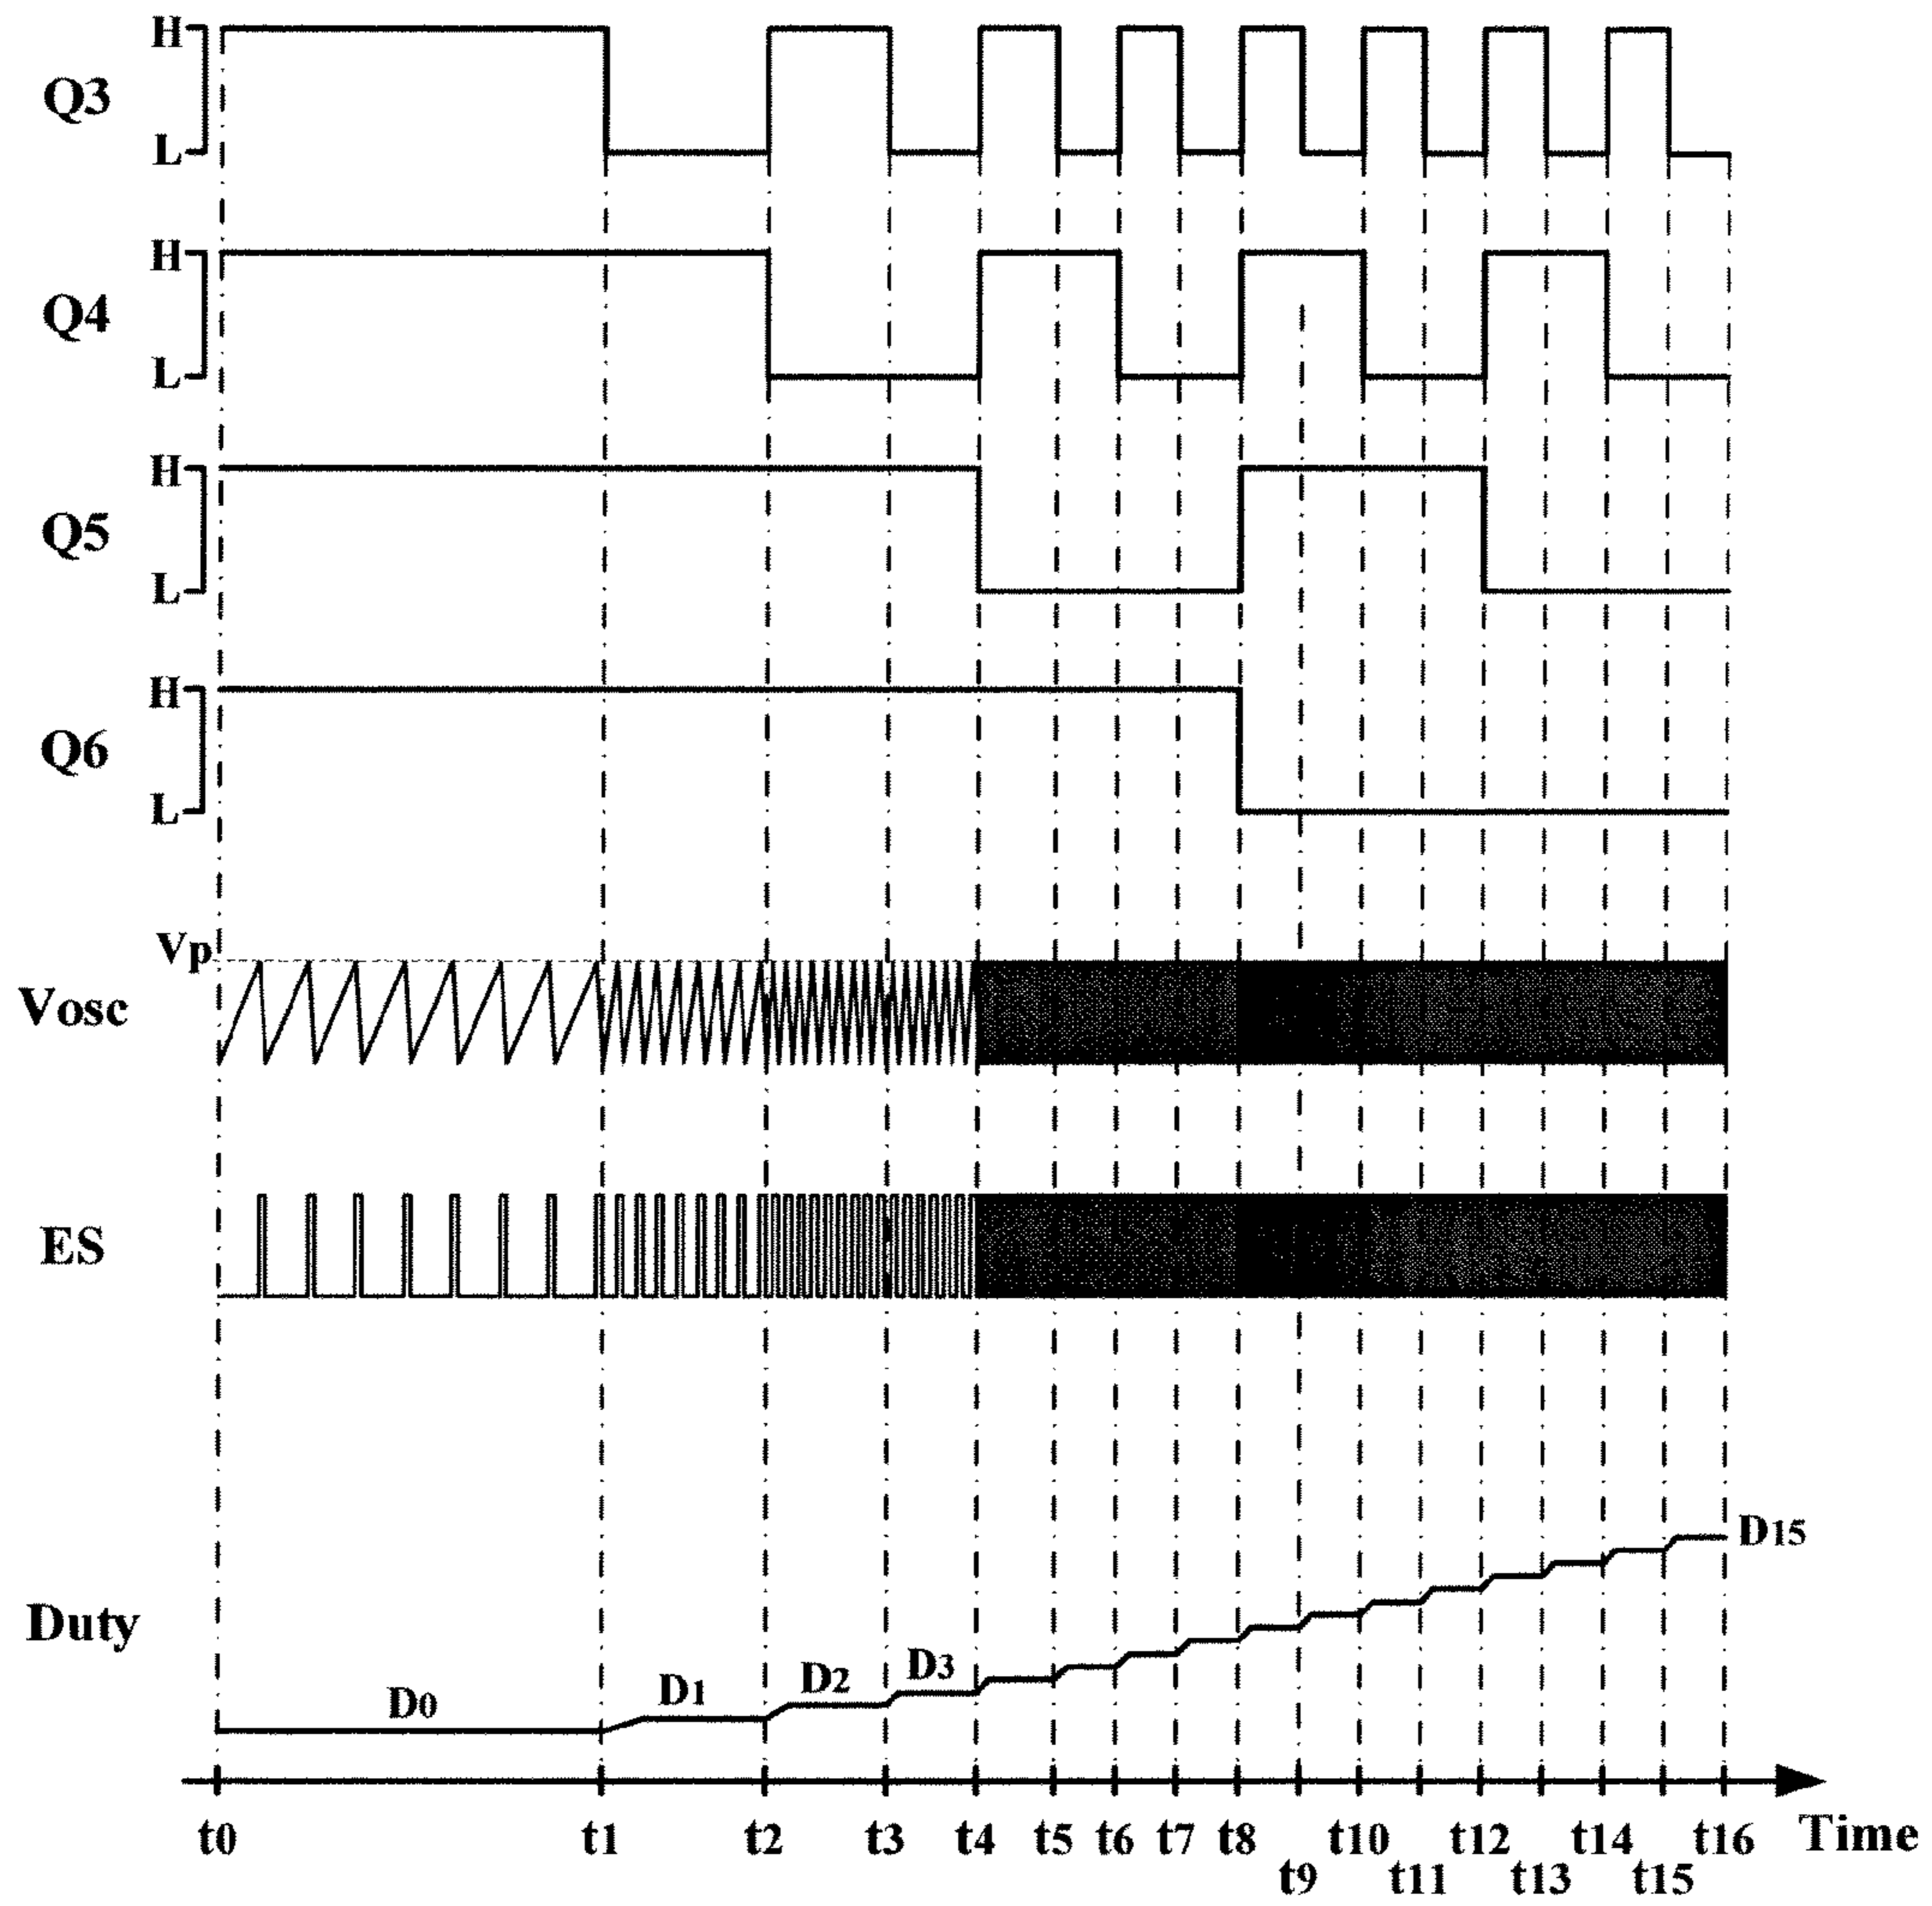 H
Q3
L
H
Q4
L
H
Q5
L
H
Q6
L
Vp
Vosc
ES
Duty
D0
D1
D2
D3
D15
t0 t1 t2 t3 t4 t5 t6 t7 t8 t10 t12 t14 t16 Time
t9 t11 t13 t15